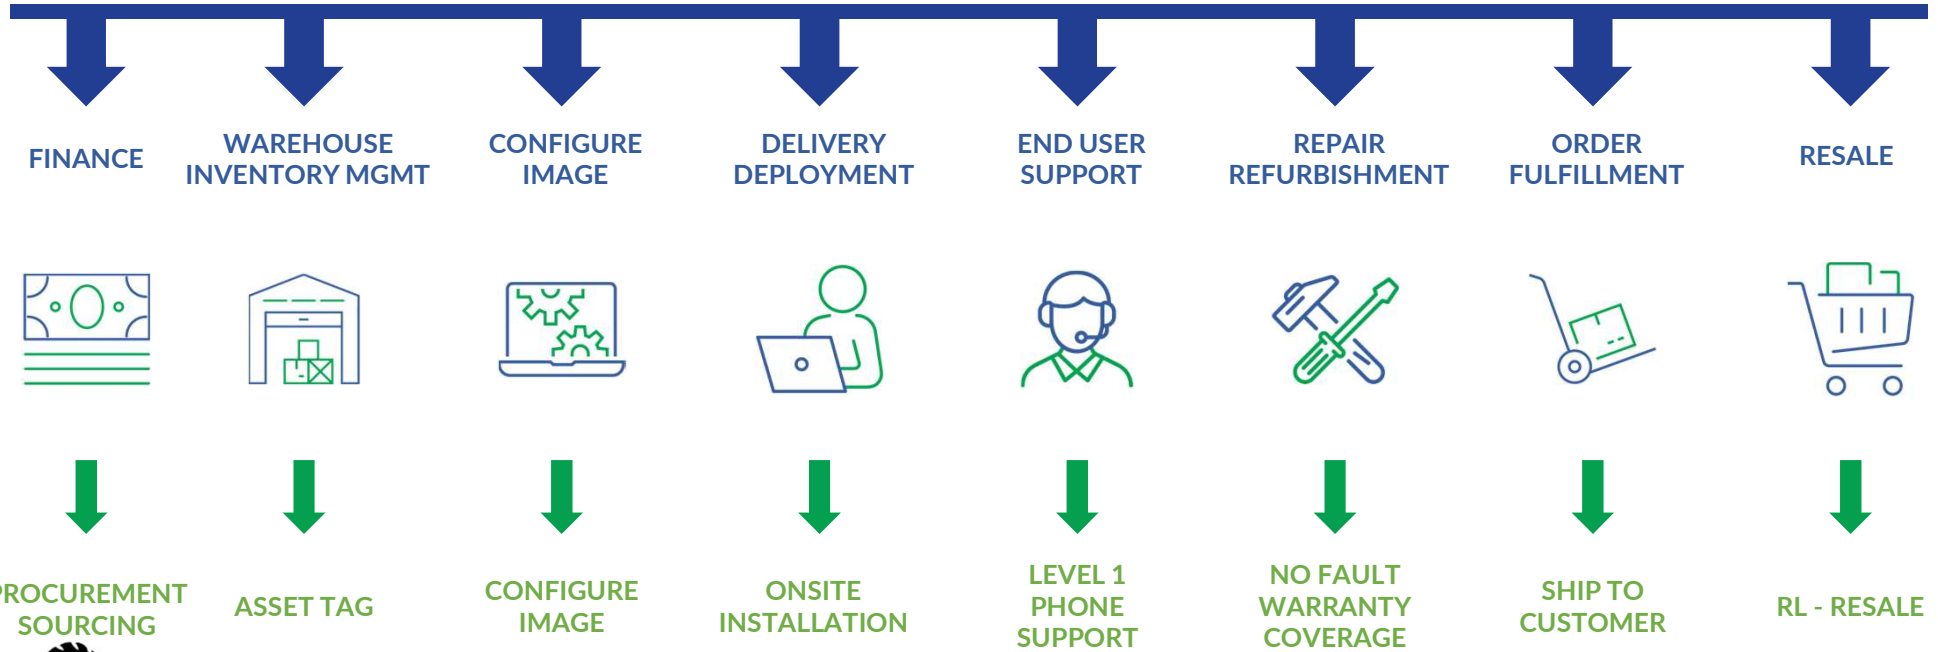 FINANCE
WAREHOUSE
INVENTORY MGMT
CONFIGURE
IMAGE
DELIVERY
DEPLOYMENT
END USER
SUPPORT
REPAIR
REFURBISHMENT
ORDER
FULFILLMENT
RESALE
PROCUREMENT
SOURCING
ASSET TAG
CONFIGURE
IMAGE
ONSITE
INSTALLATION
LEVEL 1
PHONE
SUPPORT
NO FAULT
WARRANTY
COVERAGE
SHIP TO
CUSTOMER
RL - RESALE